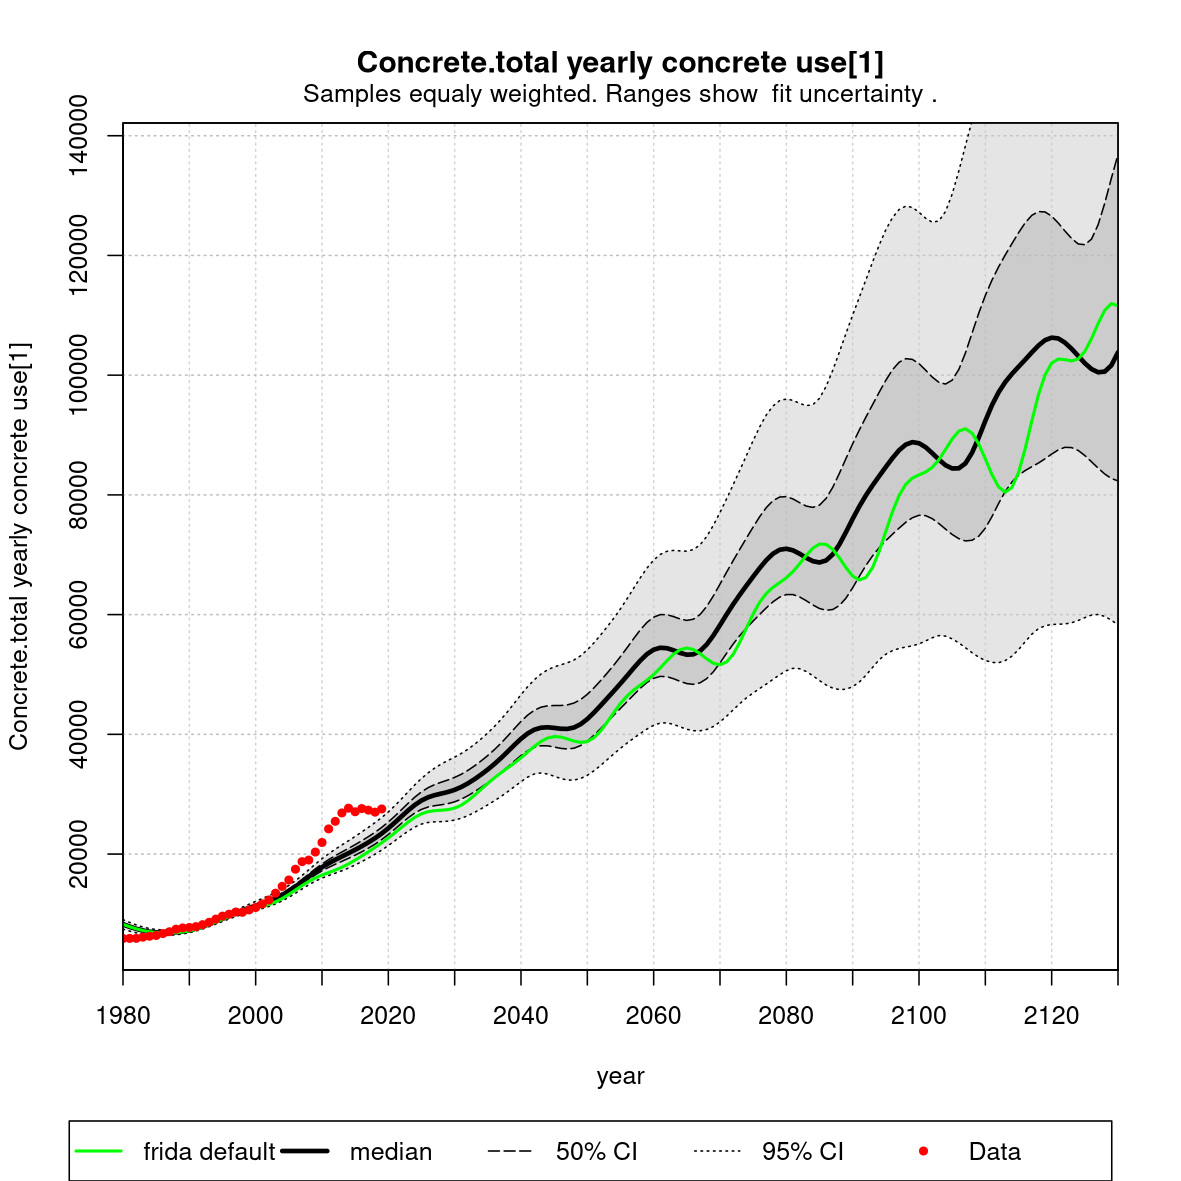 Concrete.total yearly concrete use[1]
Samples equaly weighted. Ranges show  fit uncertainty .
Concrete.total yearly concrete use[1]
140000
120000
100000
80000
60000
40000
20000
1980 2000 2020 2040 2060 2080 2100 2120
year
frida default median 50% CI 95% CI Data